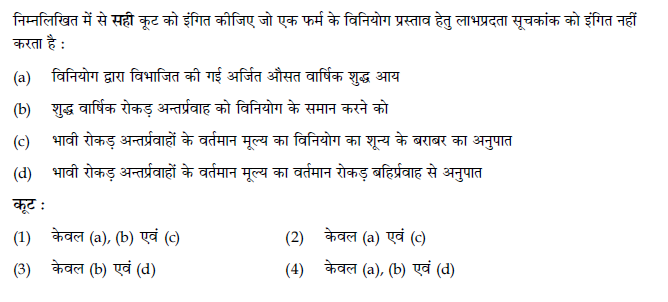 निम्नलिखित में से सही कूट को इंगित कीजिए जो एक फर्म के विनियोग प्रस्ताव हेतु लाभप्रदता सूचकांक को इंगित नहीं
करता है :
(a) विनियोग द्वारा विभाजित की गई अर्जित औसत वार्षिक शुद्ध आय
(b) शुद्ध वार्षिक रोकड़ अन्तर्प्रवाह को विनियोग के समान करने को
(c) भावी रोकड़ अन्तर्प्रवाहों के वर्तमान मूल्य का विनियोग का शून्य के बराबर का अनुपात
(d) भावी रोकड़ अन्तर्प्रवाहों के वर्तमान मूल्य का वर्तमान रोकड़ बहिर्प्रवाह से अनुपात
कूट :
(1) केवल (a), (b) एवं (c) (2) केवल (a) एवं (c)
(3) केवल (b) एवं (d) (4) केवल (a), (b) एवं (d)